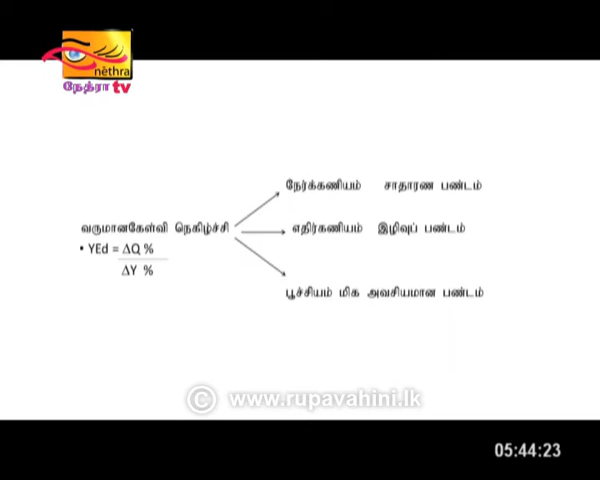 nethra
நேத்ரா tv
நேர்க்கணியம் சாதாரண பண்டம்
வருமானகேள்வி நெகிழ்ச்சி
எதிர்கணியம் இழிவுப் பண்டம்
• YEd = ΔQ %
ΔY %
பூச்சியம் மிக அவசியமான பண்டம்
© www.rupavahini.lk
05:44:23